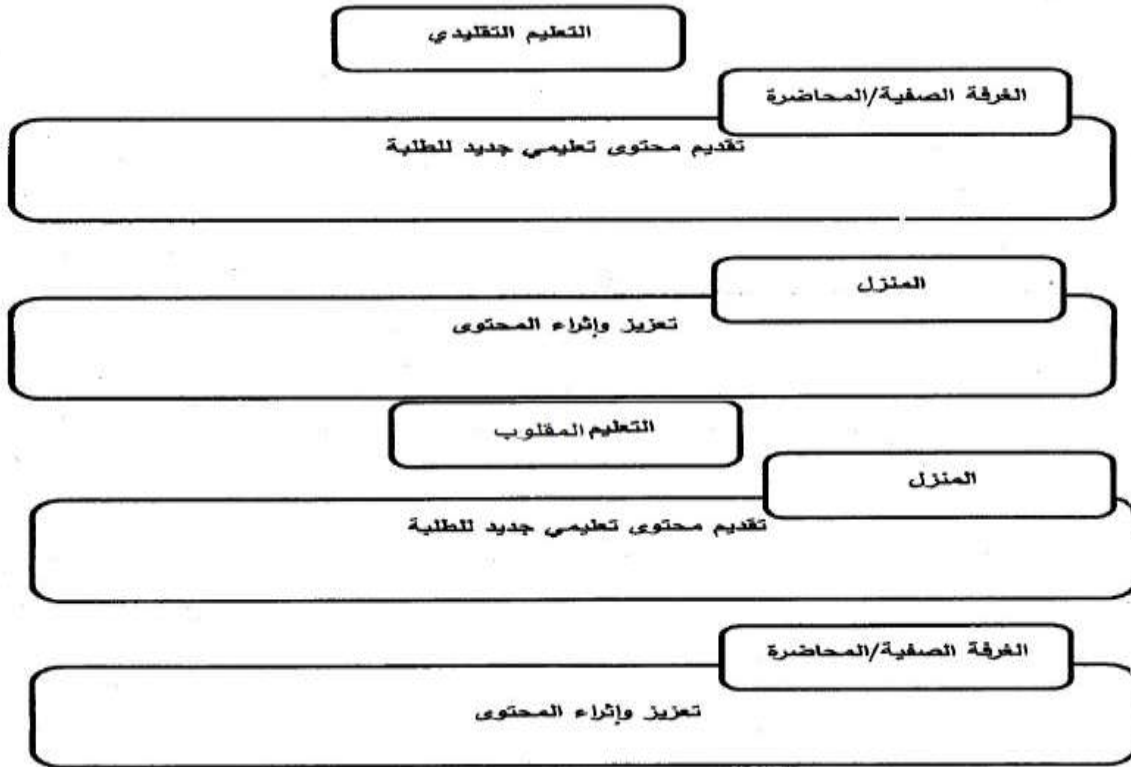 التعليم التقليدي
الغرفة الصفية/المحاضرة
تقديم محتوى تعليمي جديد للطلبة
المنزل
تعزيز وإثراء المحتوى
التعليم المقلوب
المنزل
تقديم محتوى تعليمي جديد للطلبة
الغرفة الصفية/المحاضرة
تعزيز وإثراء المحتوى